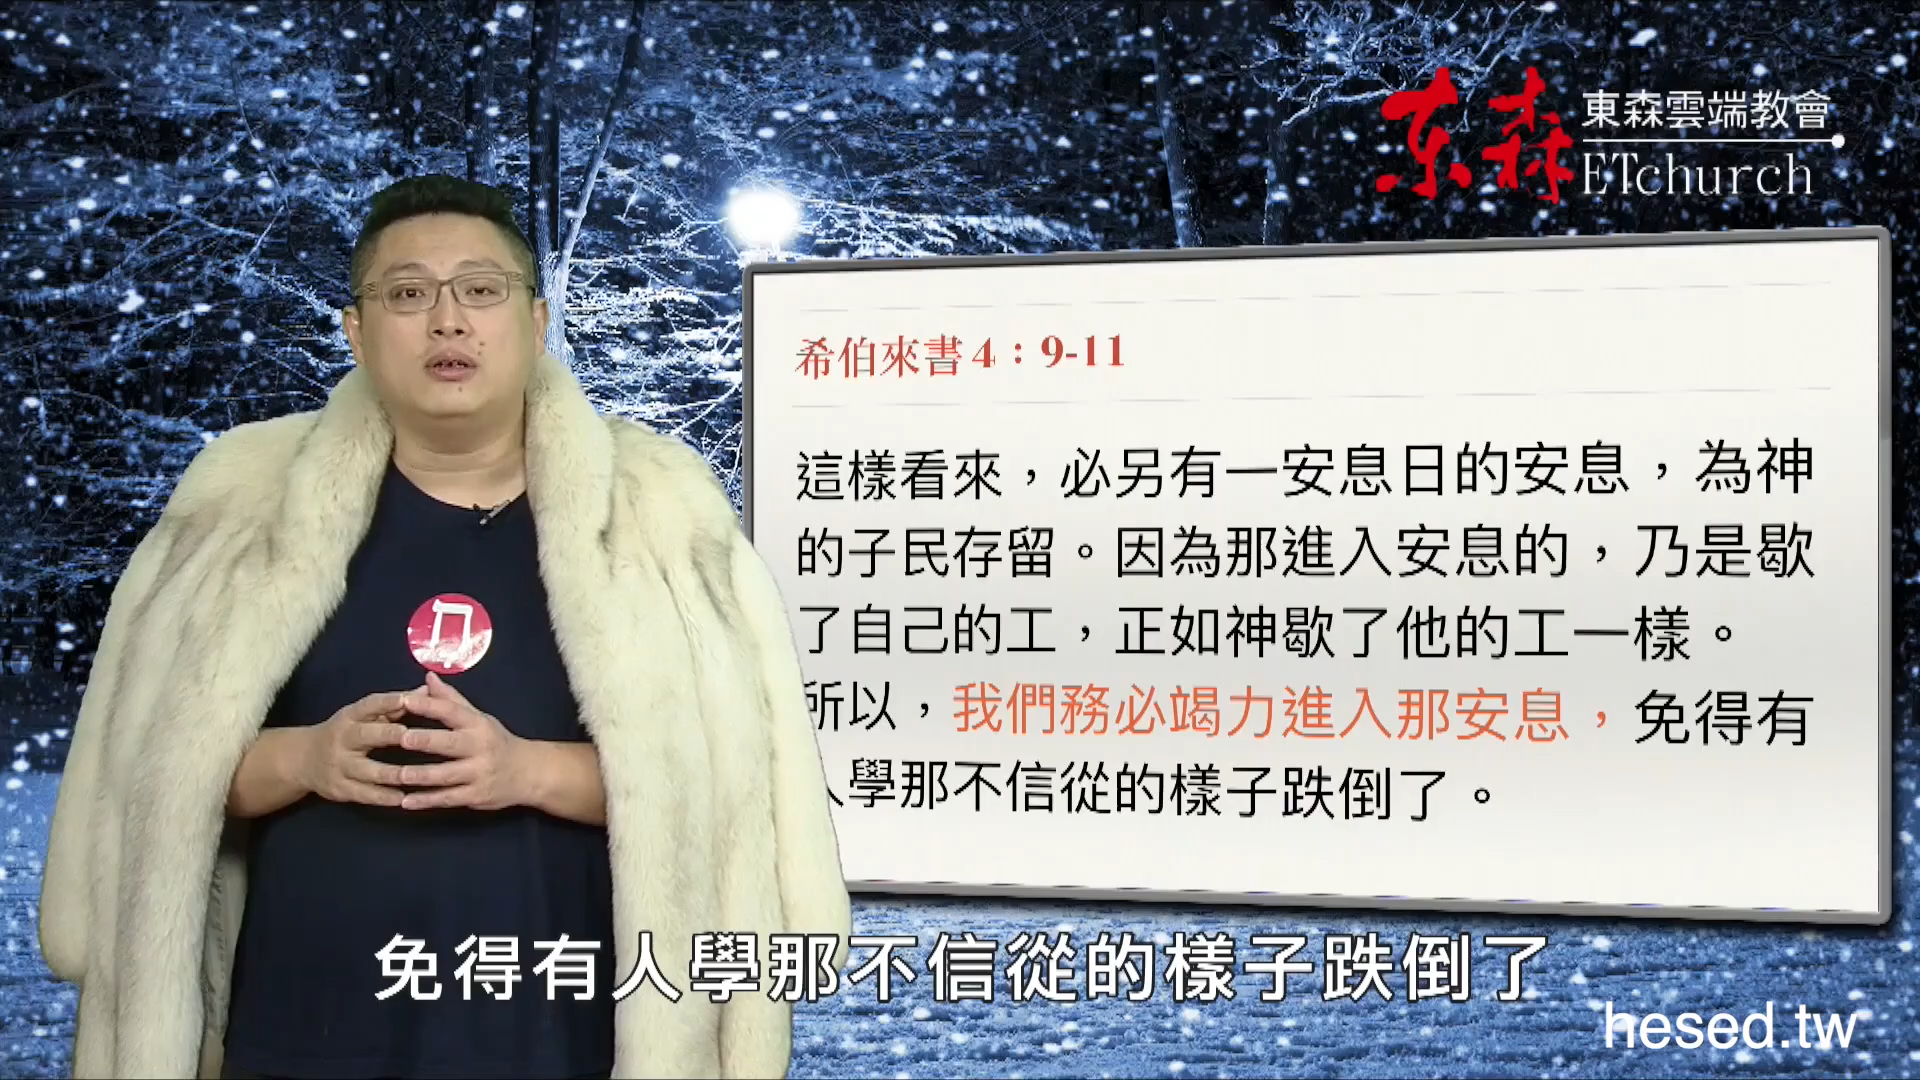 东森
東森雲端教會
ETchurch
希伯來書4：9-11
這樣看來，必另有一安息日的安息，為神
的子民存留。因為那進入安息的，乃是歇
了自己的工，正如神歇了他的工一樣。
所以，我們務必竭力進入那安息，免得有
人學那不信從的樣子跌倒了。
免得有人學那不信從的樣子跌倒了
hesed.tw